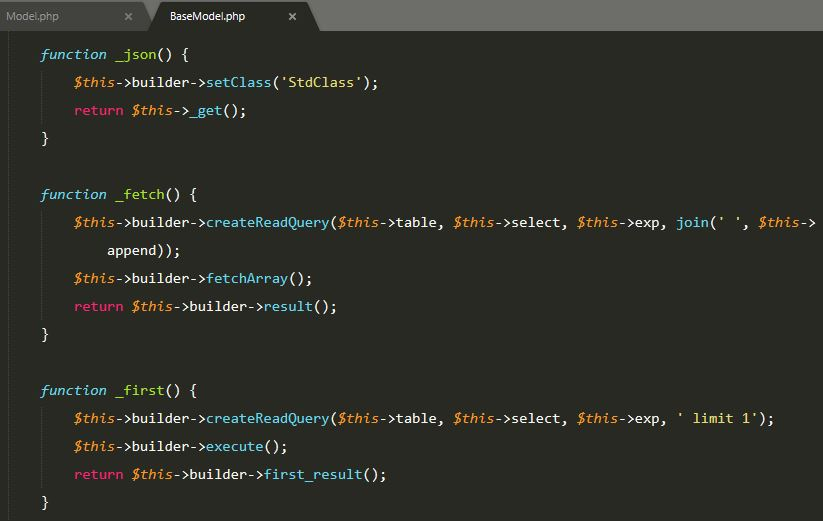 Model.php × BaseModel.php ×
function _json() {
$this->builder->setClass('StdClass');
return $this->_get();
}
function _fetch() {
$this->builder->createReadQuery($this->table, $this->select, $this->exp, join(' ', $this->
append));
$this->builder->fetchArray();
return $this->builder->result();
}
function _first() {
$this->builder->createReadQuery($this->table, $this->select, $this->exp, ' limit 1');
$this->builder->execute();
return $this->builder->first_result();
}